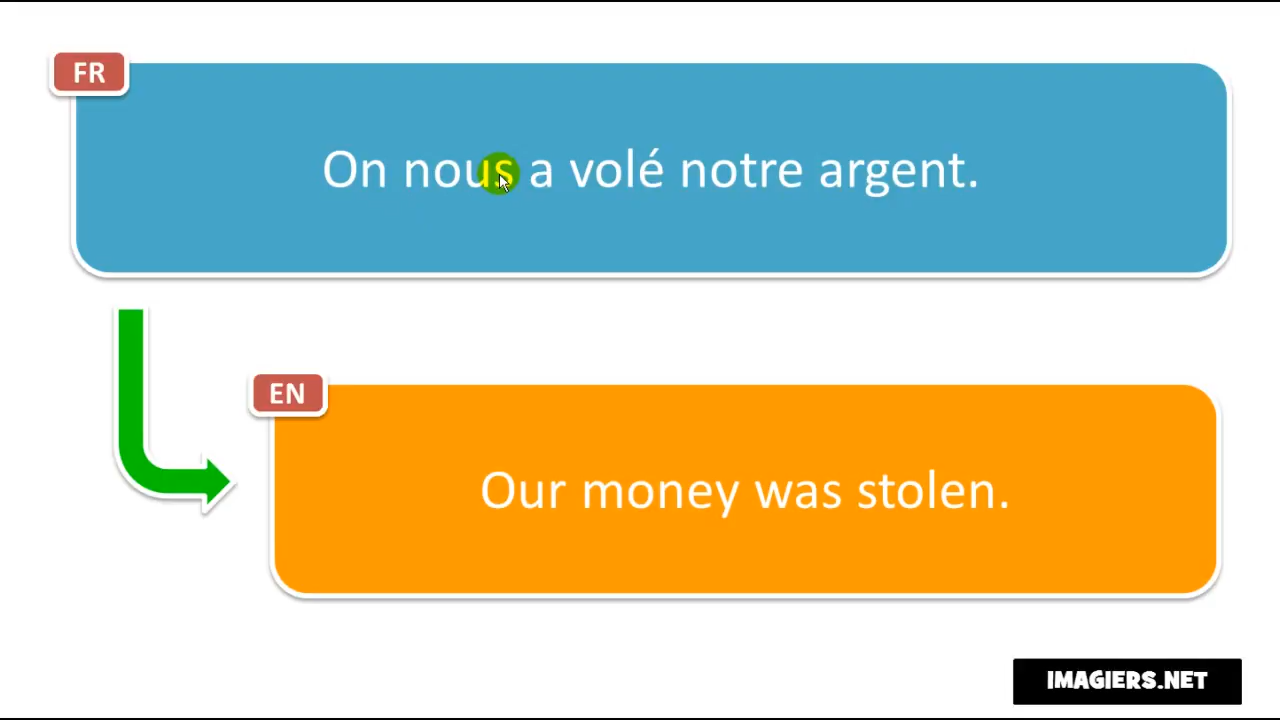 FR
On nous a volé notre argent.
EN
Our money was stolen.
IMAGIERS.NET